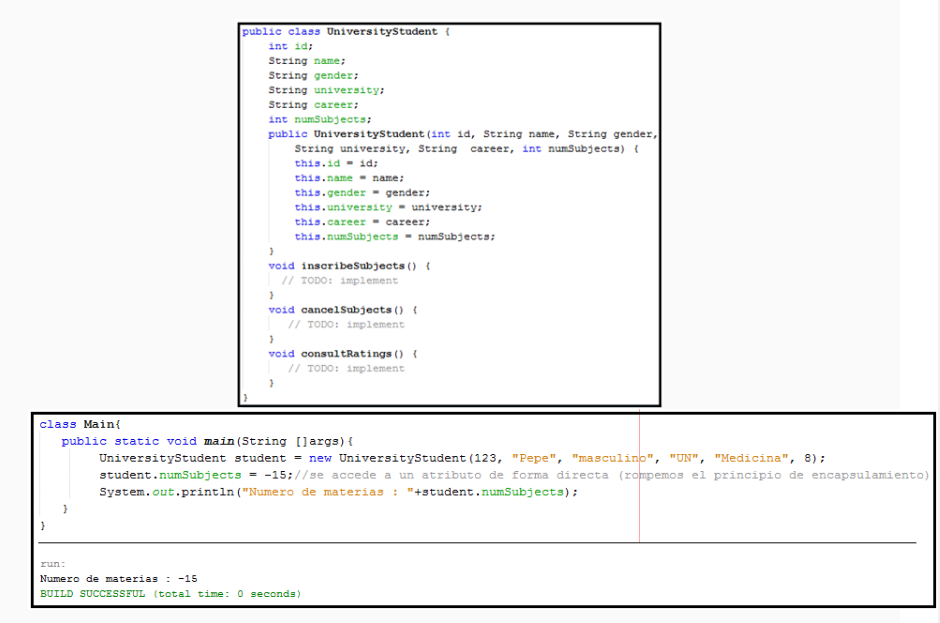 public class UniversityStudent {
int id;
String name;
String gender;
String university;
String career;
int numSubjects;
public UniversityStudent(int id, String name, String gender,
String university, String career, int numSubjects) {
this.id = id;
this.name = name;
this.gender = gender;
this.university = university;
this.career = career;
this.numSubjects = numSubjects;
}
void inscribeSubjects() {
// TODO: implement
}
void cancelSubjects() {
// TODO: implement
}
void consultRatings() {
// TODO: implement
}
}
class Main{
public static void main(String []args){
UniversityStudent student = new UniversityStudent(123, "Pepe", "masculino", "UN", "Medicina", 8);
student.numSubjects = -15;//se accede a un atributo de forma directa (rompemos el principio de encapsulamiento)
System.out.println("Numero de materias : "+student.numSubjects);
}
}
run:
Numero de materias : -15
BUILD SUCCESSFUL (total time: 0 seconds)